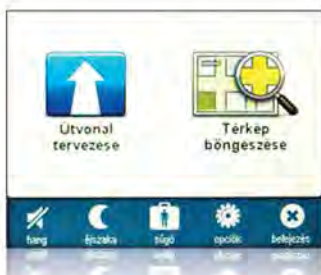 Útvonal
tervezése
Térkép
böngészése
hang
éjszaka
súgó
opciók
befejezés